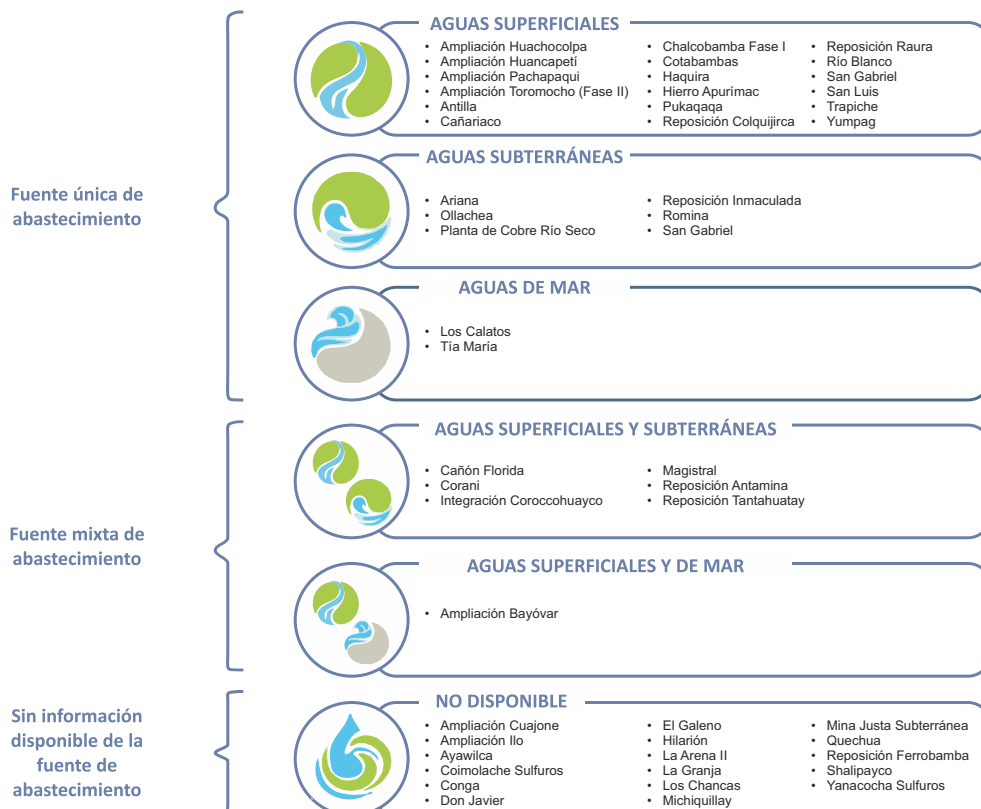 Fuente única de
abastecimiento
AGUAS SUPERFICIALES
• Ampliación Huachocolpa
• Ampliación Huancapetí
• Ampliación Pachapaqui
• Ampliación Toromocho (Fase II)
• Antilla
• Cañariaco
• Chalcobamba Fase I
• Cotabambas
• Haquira
• Hierro Apurímac
• Pukaqaqa
• Reposición Colquijirca
• Reposición Raura
• Río Blanco
• San Gabriel
• San Luis
• Trapiche
• Yumpag
AGUAS SUBTERRÁNEAS
• Ariana
• Ollachea
• Planta de Cobre Río Seco
• Reposición Inmaculada
• Romina
• San Gabriel
AGUAS DE MAR
• Los Calatos
• Tía María
Fuente mixta de
abastecimiento
AGUAS SUPERFICIALES Y SUBTERRÁNEAS
• Cañón Florida
• Corani
• Integración Coroccohuayco
• Magistral
• Reposición Antamina
• Reposición Tantahuatay
AGUAS SUPERFICIALES Y DE MAR
• Ampliación Bayóvar
Sin información
disponible de la
fuente de
abastecimiento
NO DISPONIBLE
• Ampliación Cuajone
• Ampliación Ilo
• Ayawilca
• Coimolache Sulfuros
• Conga
• Don Javier
• El Galeno
• Hilarión
• La Arena II
• La Granja
• Los Chancas
• Michiquillay
• Mina Justa Subterránea
• Quechua
• Reposición Ferrobamba
• Shalipayco
• Yanacocha Sulfuros